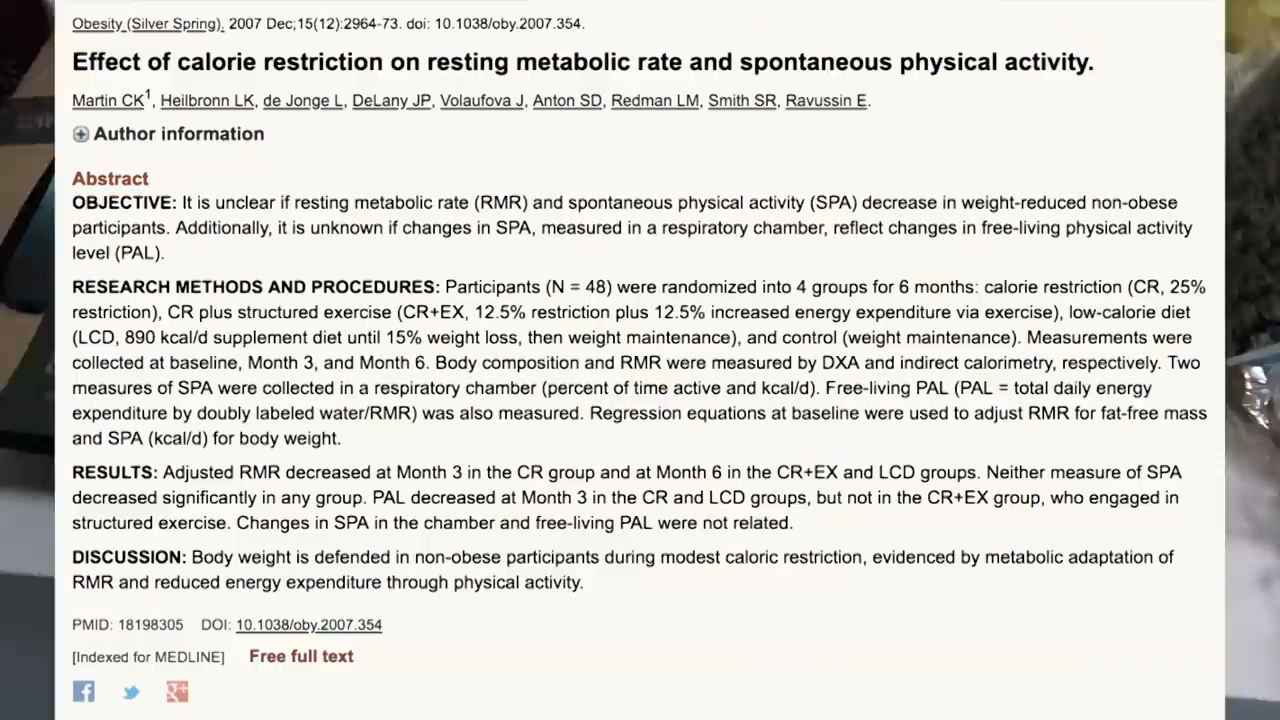 Obesity (Silver Spring). 2007 Dec;15(12):2964-73. doi: 10.1038/oby.2007.354.
Effect of calorie restriction on resting metabolic rate and spontaneous physical activity.
Martin CK1, Heilbronn LK, de Jonge L, DeLany JP, Volaufova J, Anton SD, Redman LM, Smith SR, Ravussin E.
Author information
Abstract
OBJECTIVE: It is unclear if resting metabolic rate (RMR) and spontaneous physical activity (SPA) decrease in weight-reduced non-obese
participants. Additionally, it is unknown if changes in SPA, measured in a respiratory chamber, reflect changes in free-living physical activity
level (PAL).
RESEARCH METHODS AND PROCEDURES: Participants (N = 48) were randomized into 4 groups for 6 months: calorie restriction (CR, 25%
restriction), CR plus structured exercise (CR+EX, 12.5% restriction plus 12.5% increased energy expenditure via exercise), low-calorie diet
(LCD, 890 kcal/d supplement diet until 15% weight loss, then weight maintenance), and control (weight maintenance). Measurements were
collected at baseline, Month 3, and Month 6. Body composition and RMR were measured by DXA and indirect calorimetry, respectively. Two
measures of SPA were collected in a respiratory chamber (percent of time active and kcal/d). Free-living PAL (PAL = total daily energy
expenditure by doubly labeled water/RMR) was also measured. Regression equations at baseline were used to adjust RMR for fat-free mass
and SPA (kcal/d) for body weight.
RESULTS: Adjusted RMR decreased at Month 3 in the CR group and at Month 6 in the CR+EX and LCD groups. Neither measure of SPA
decreased significantly in any group. PAL decreased at Month 3 in the CR and LCD groups, but not in the CR+EX group, who engaged in
structured exercise. Changes in SPA in the chamber and free-living PAL were not related.
DISCUSSION: Body weight is defended in non-obese participants during modest caloric restriction, evidenced by metabolic adaptation of
RMR and reduced energy expenditure through physical activity.
PMID: 18198305 DOI: 10.1038/oby.2007.354
[Indexed for MEDLINE] Free full text